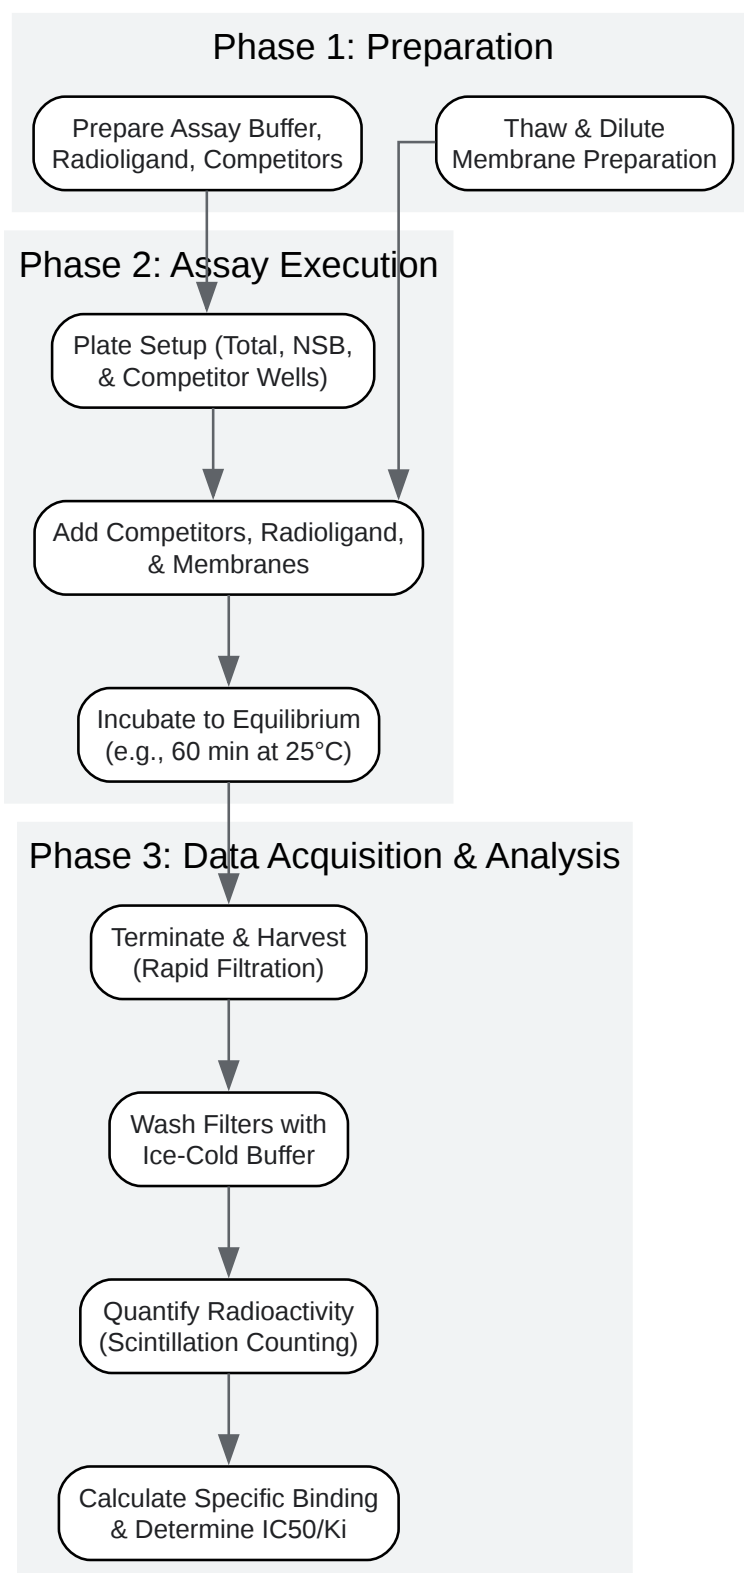 Phase 1: Preparation
Prepare Assay Buffer,
Radioligand, Competitors
Thaw & Dilute
Membrane Preparation
Phase 2: Assay Execution
Plate Setup (Total, NSB,
& Competitor Wells)
Add Competitors, Radioligand,
& Membranes
Incubate to Equilibrium
(e.g., 60 min at 25°C)
Phase 3: Data Acquisition & Analysis
Terminate & Harvest
(Rapid Filtration)
Wash Filters with
Ice-Cold Buffer
Quantify Radioactivity
(Scintillation Counting)
Calculate Specific Binding
& Determine IC50/Ki